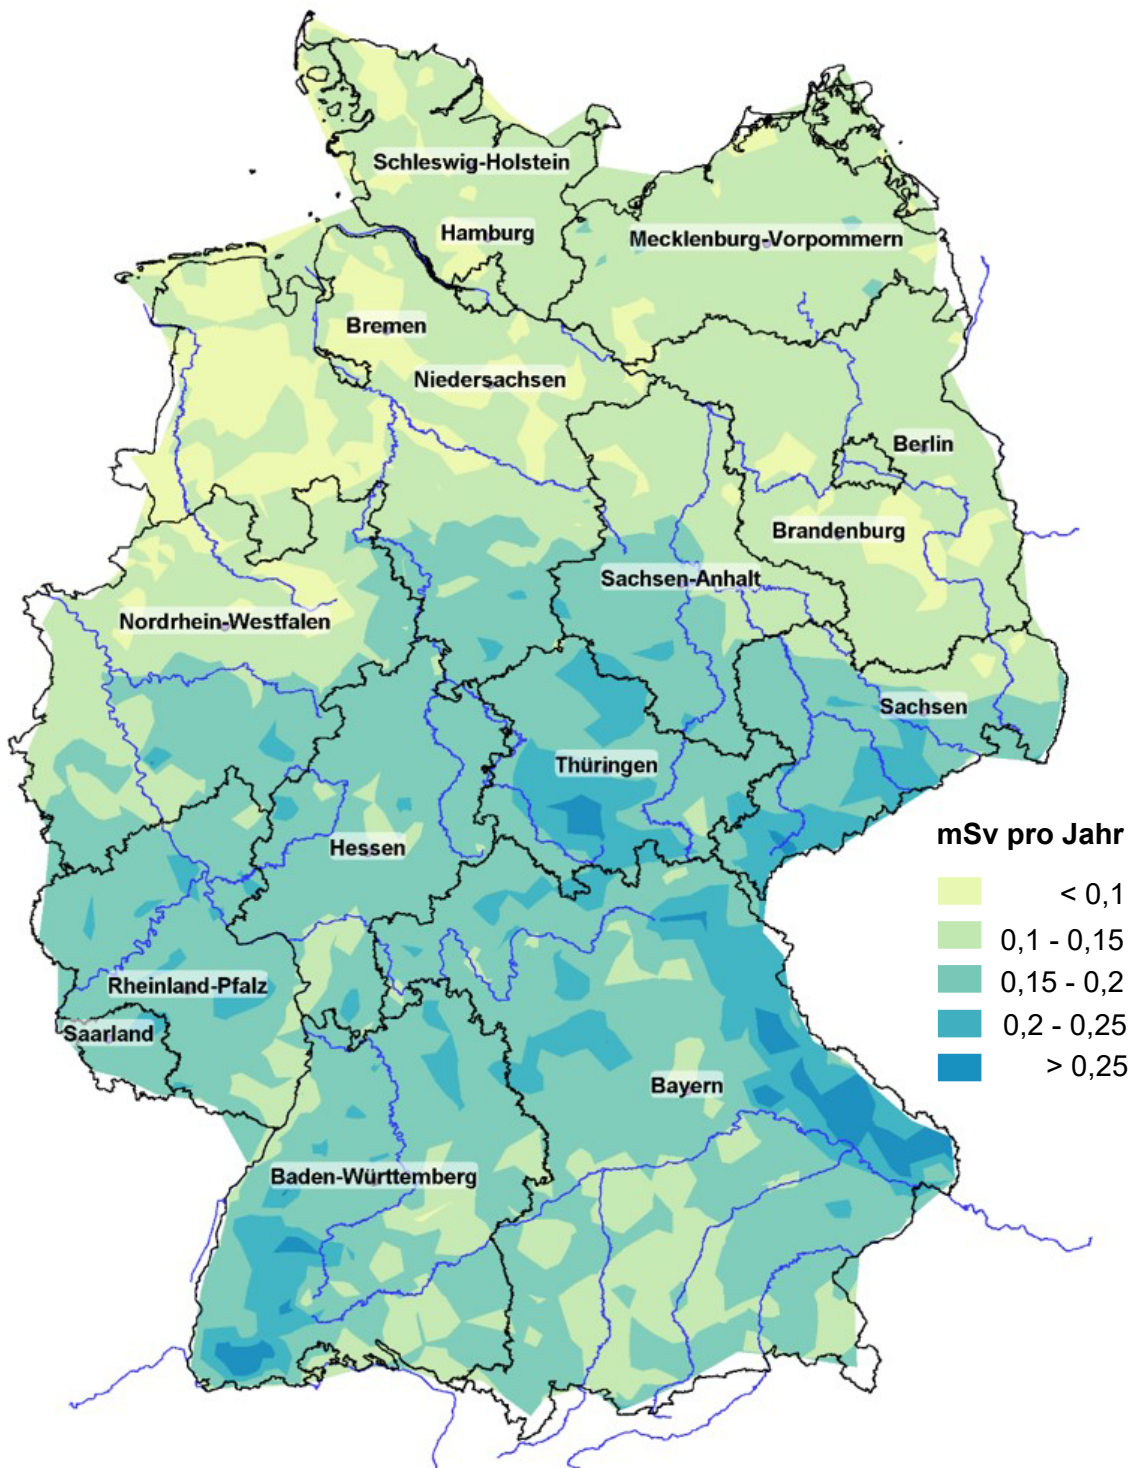 Schleswig-Holstein
Hamburg
Mecklenburg-Vorpommern
Bremen
Niedersachsen
Berlin
Brandenburg
Sachsen-Anhalt
Nordrhein-Westfalen
Sachsen
Thüringen
Hessen
Rheinland-Pfalz
Saarland
Bayern
Baden-Württemberg
mSv pro Jahr
< 0,1
0,1 - 0,15
0,15 - 0,2
0,2 - 0,25
> 0,25